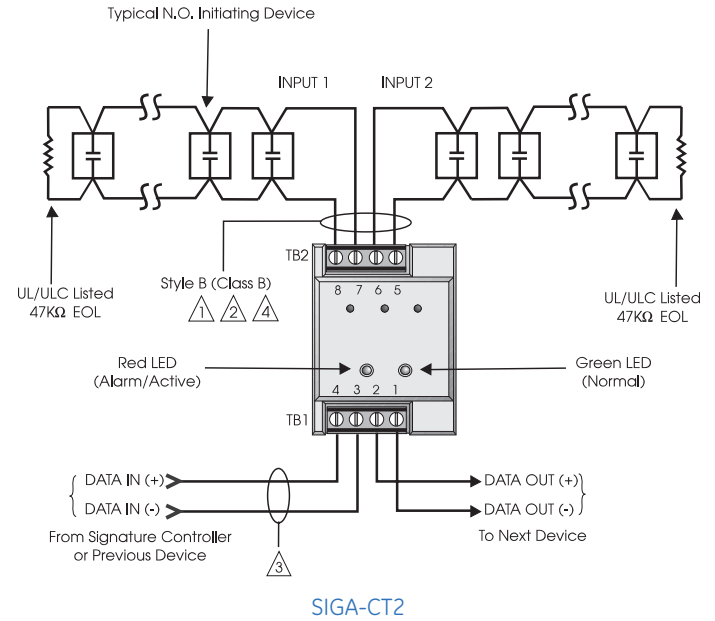 Typical N.O. Initiating Device
INPUT 1
INPUT 2
TB2
8 7 6 5
Style B (Class B)
1 2 4
UL/ULC Listed
47KΩ EOL
UL/ULC Listed
47KΩ EOL
Red LED
(Alarm/Active)
Green LED
(Normal)
4 3 2 1
TB1
DATA IN (+)
DATA IN (-)
From Signature Controller
or Previous Device
3
DATA OUT (+)
DATA OUT (-)
To Next Device
SIGA-CT2